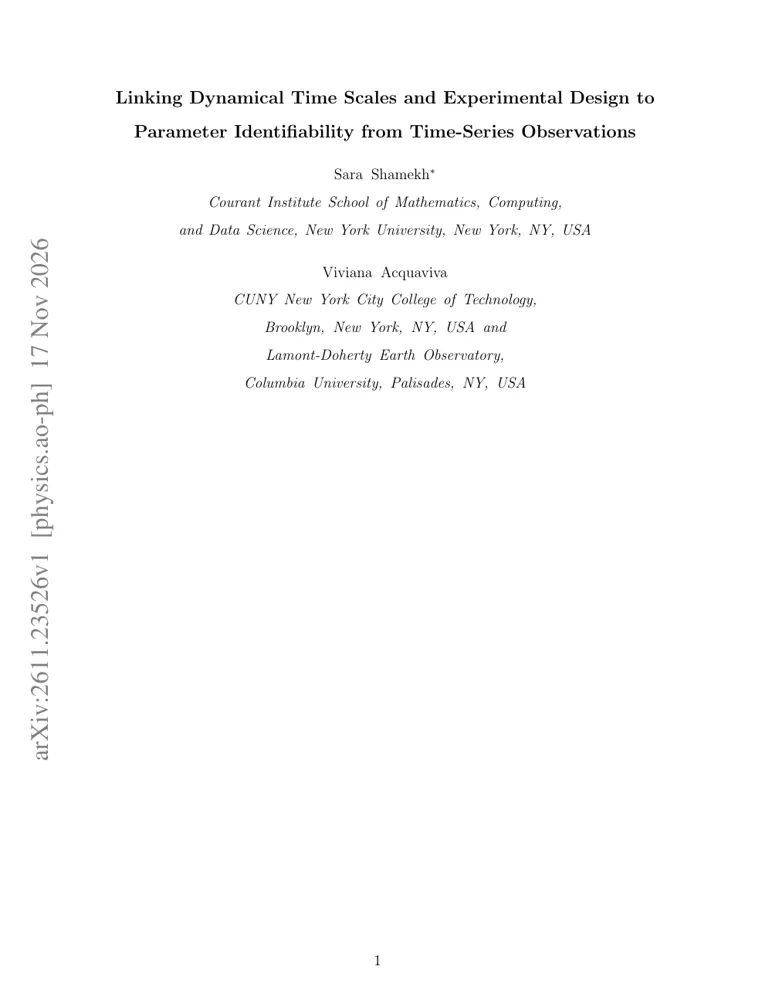 Linking Dynamical Time Scales and Experimental Design to
Parameter Identifiability from Time-Series Observations
Sara Shamekh*
Courant Institute School of Mathematics, Computing,
and Data Science, New York University, New York, NY, USA
Viviana Acquaviva
CUNY New York City College of Technology,
Brooklyn, New York, NY, USA and
Lamont-Doherty Earth Observatory,
Columbia University, Palisades, NY, USA
arXiv:2611.23526v1 [physics.ao-ph] 17 Nov 2026
1